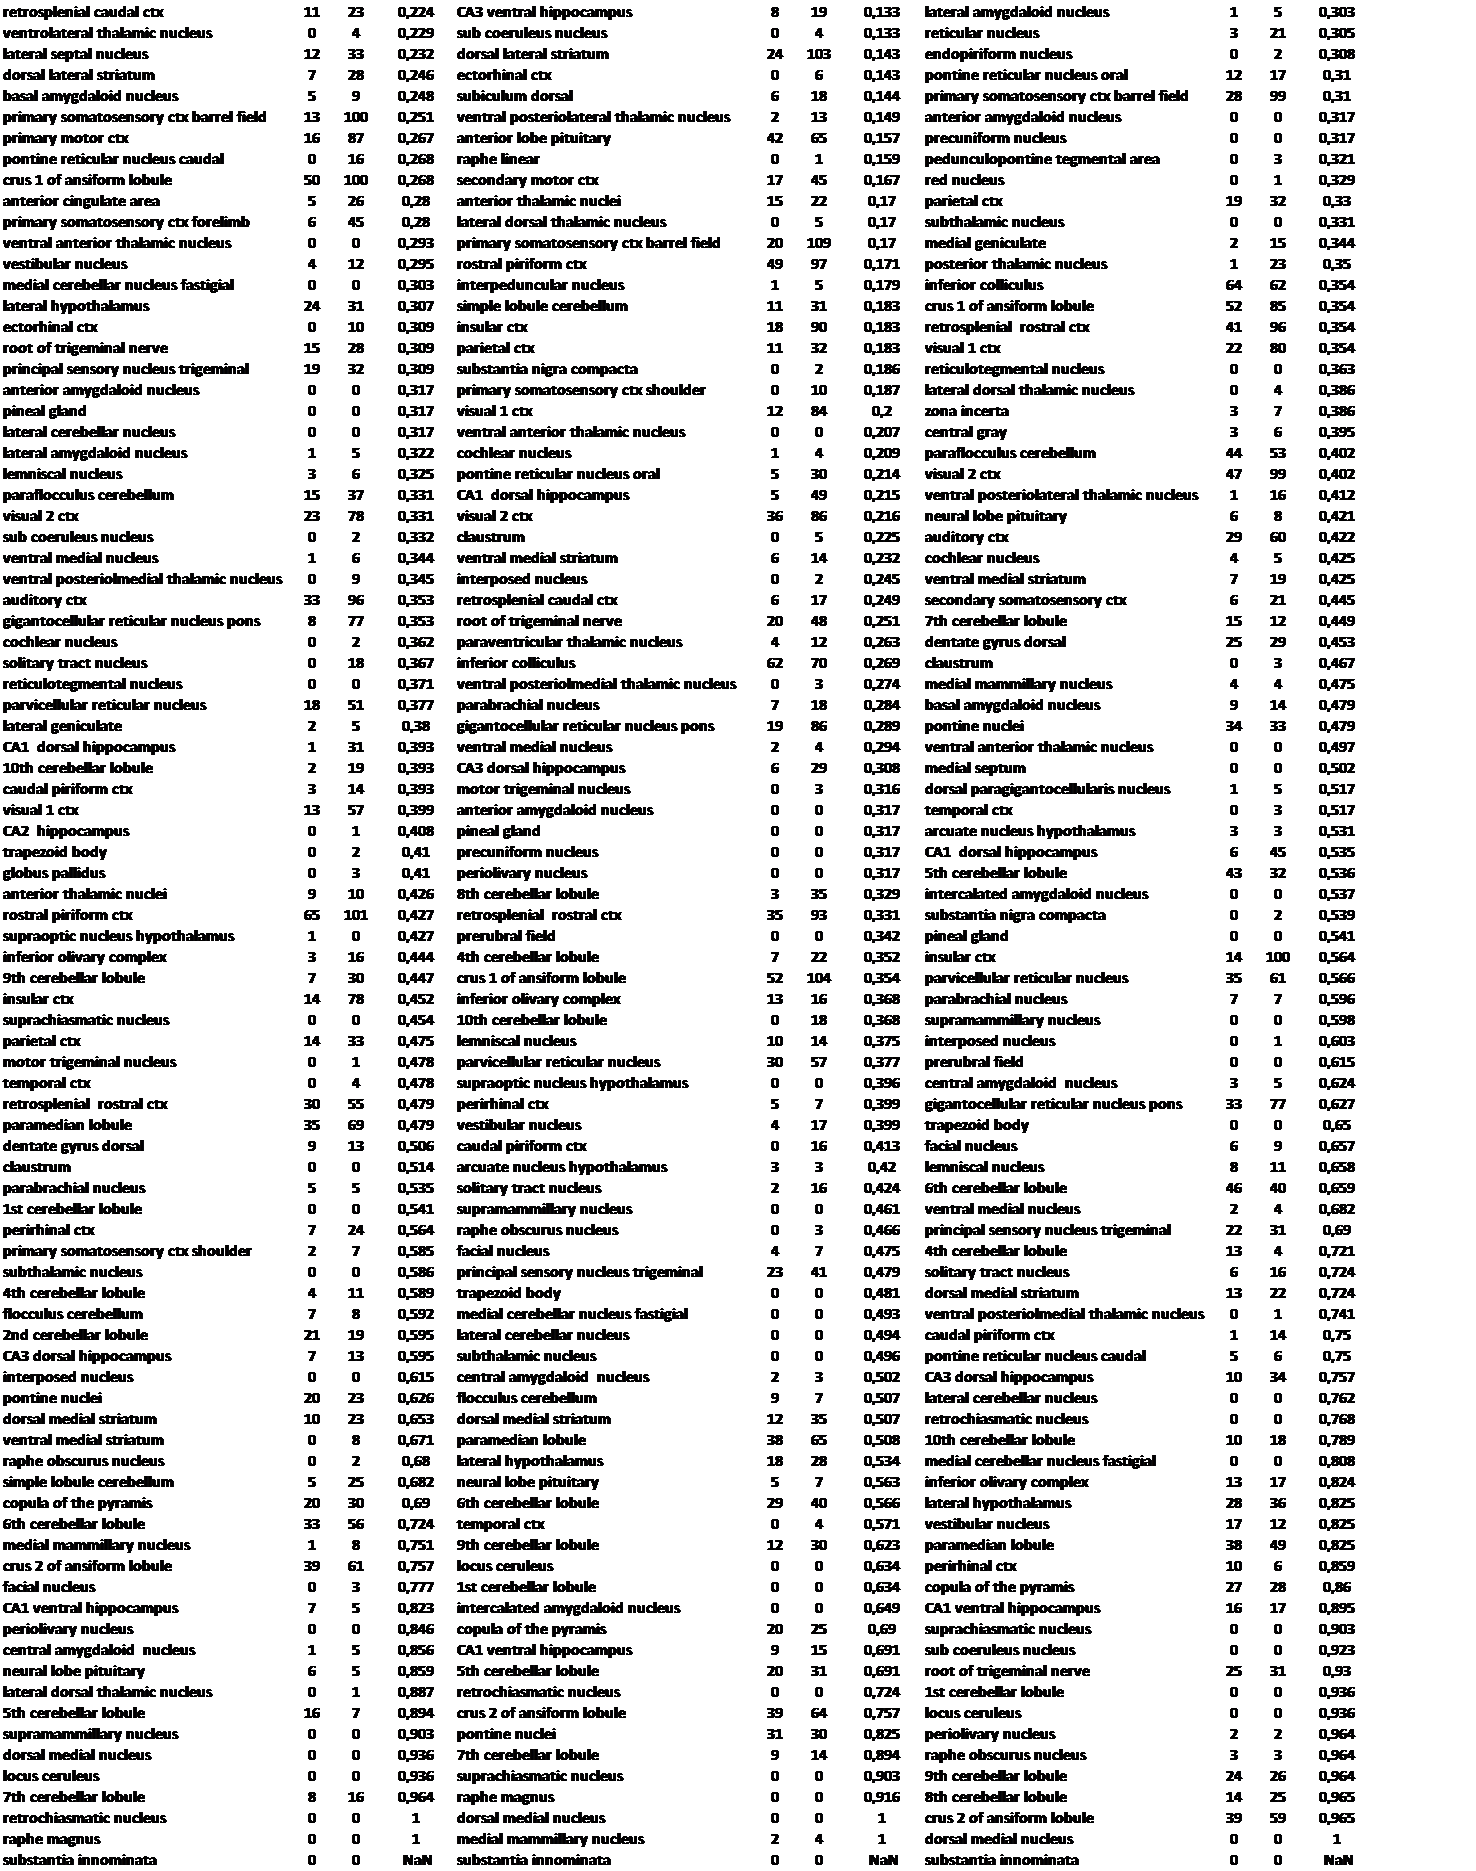 retrosplenial caudal ctx 11 23 0,224 CA3 ventral hippocampus 8 19 0,133 lateral amygdaloid nucleus 1 5 0,303
ventrolateral thalamic nucleus 0 4 0,229 sub coeruleus nucleus 0 4 0,133 reticular nucleus 3 21 0,305
lateral septal nucleus 12 33 0,232 dorsal lateral striatum 24 103 0,143 endopiriform nucleus 0 2 0,308
dorsal lateral striatum 7 28 0,246 ectorhinal ctx 0 6 0,143 pontine reticular nucleus oral 12 17 0,31
basal amygdaloid nucleus 5 9 0,248 subiculum dorsal 6 18 0,144 primary somatosensory ctx barrel field 28 99 0,31
primary somatosensory ctx barrel field 13 100 0,251 ventral posteriolateral thalamic nucleus 2 13 0,149 anterior amygdaloid nucleus 0 0 0,317
primary motor ctx 16 87 0,267 anterior lobe pituitary 42 65 0,157 precuniform nucleus 0 0 0,317
pontine reticular nucleus caudal 0 16 0,268 raphe linear 0 1 0,159 pedunculopontine tegmental area 0 3 0,321
crus 1 of ansiform lobule 50 100 0,268 secondary motor ctx 17 45 0,167 red nucleus 0 1 0,329
anterior cingulate area 5 26 0,28 anterior thalamic nuclei 15 22 0,17 parietal ctx 19 32 0,33
primary somatosensory ctx forelimb 6 45 0,28 lateral dorsal thalamic nucleus 0 5 0,17 subthalamic nucleus 0 0 0,331
ventral anterior thalamic nucleus 0 0 0,293 primary somatosensory ctx barrel field 20 109 0,17 medial geniculate 2 15 0,344
vestibular nucleus 4 12 0,295 rostral piriform ctx 49 97 0,171 posterior thalamic nucleus 1 23 0,35
medial cerebellar nucleus fastigial 0 0 0,303 interpeduncular nucleus 1 5 0,179 inferior colliculus 64 62 0,354
lateral hypothalamus 24 31 0,307 simple lobule cerebellum 11 31 0,183 crus 1 of ansiform lobule 52 85 0,354
ectorhinal ctx 0 10 0,309 insular ctx 18 90 0,183 retrosplenial  rostral ctx 41 96 0,354
root of trigeminal nerve 15 28 0,309 parietal ctx 11 32 0,183 visual 1 ctx 22 80 0,354
principal sensory nucleus trigeminal 19 32 0,309 substantia nigra compacta 0 2 0,186 reticulotegmental nucleus 0 0 0,363
anterior amygdaloid nucleus 0 0 0,317 primary somatosensory ctx shoulder 0 10 0,187 lateral dorsal thalamic nucleus 0 4 0,386
pineal gland 0 0 0,317 visual 1 ctx 12 84 0,2 zona incerta 3 7 0,386
lateral cerebellar nucleus 0 0 0,317 ventral anterior thalamic nucleus 0 0 0,207 central gray 3 6 0,395
lateral amygdaloid nucleus 1 5 0,322 cochlear nucleus 1 4 0,209 paraflocculus cerebellum 44 53 0,402
lemniscal nucleus 3 6 0,325 pontine reticular nucleus oral 5 30 0,214 visual 2 ctx 47 99 0,402
paraflocculus cerebellum 15 37 0,331 CA1  dorsal hippocampus 5 49 0,215 ventral posteriolateral thalamic nucleus 1 16 0,412
visual 2 ctx 23 78 0,331 visual 2 ctx 36 86 0,216 neural lobe pituitary 6 8 0,421
sub coeruleus nucleus 0 2 0,332 claustrum 0 5 0,225 auditory ctx 29 60 0,422
ventral medial nucleus 1 6 0,344 ventral medial striatum 6 14 0,232 cochlear nucleus 4 5 0,425
ventral posteriolmedial thalamic nucleus 0 9 0,345 interposed nucleus 0 2 0,245 ventral medial striatum 7 19 0,425
auditory ctx 33 96 0,353 retrosplenial caudal ctx 6 17 0,249 secondary somatosensory ctx 6 21 0,445
gigantocellular reticular nucleus pons 8 77 0,353 root of trigeminal nerve 20 48 0,251 7th cerebellar lobule 15 12 0,449
cochlear nucleus 0 2 0,362 paraventricular thalamic nucleus 4 12 0,263 dentate gyrus dorsal 25 29 0,453
solitary tract nucleus 0 18 0,367 inferior colliculus 62 70 0,269 claustrum 0 3 0,467
reticulotegmental nucleus 0 0 0,371 ventral posteriolmedial thalamic nucleus 0 3 0,274 medial mammillary nucleus 4 4 0,475
parvicellular reticular nucleus 18 51 0,377 parabrachial nucleus 7 18 0,284 basal amygdaloid nucleus 9 14 0,479
lateral geniculate 2 5 0,38 gigantocellular reticular nucleus pons 19 86 0,289 pontine nuclei 34 33 0,479
CA1  dorsal hippocampus 1 31 0,393 ventral medial nucleus 2 4 0,294 ventral anterior thalamic nucleus 0 0 0,497
10th cerebellar lobule 2 19 0,393 CA3 dorsal hippocampus 6 29 0,308 medial septum 0 0 0,502
caudal piriform ctx 3 14 0,393 motor trigeminal nucleus 0 3 0,316 dorsal paragigantocellularis nucleus 1 5 0,517
visual 1 ctx 13 57 0,399 anterior amygdaloid nucleus 0 0 0,317 temporal ctx 0 3 0,517
CA2  hippocampus 0 1 0,408 pineal gland 0 0 0,317 arcuate nucleus hypothalamus 3 3 0,531
trapezoid body 0 2 0,41 precuniform nucleus 0 0 0,317 CA1  dorsal hippocampus 6 45 0,535
globus pallidus 0 3 0,41 periolivary nucleus 0 0 0,317 5th cerebellar lobule 43 32 0,536
anterior thalamic nuclei 9 10 0,426 8th cerebellar lobule 3 35 0,329 intercalated amygdaloid nucleus 0 0 0,537
rostral piriform ctx 65 101 0,427 retrosplenial  rostral ctx 35 93 0,331 substantia nigra compacta 0 2 0,539
supraoptic nucleus hypothalamus 1 0 0,427 prerubral field 0 0 0,342 pineal gland 0 0 0,541
inferior olivary complex 3 16 0,444 4th cerebellar lobule 7 22 0,352 insular ctx 14 100 0,564
9th cerebellar lobule 7 30 0,447 crus 1 of ansiform lobule 52 104 0,354 parvicellular reticular nucleus 35 61 0,566
insular ctx 14 78 0,452 inferior olivary complex 13 16 0,368 parabrachial nucleus 7 7 0,596
suprachiasmatic nucleus 0 0 0,454 10th cerebellar lobule 0 18 0,368 supramammillary nucleus 0 0 0,598
parietal ctx 14 33 0,475 lemniscal nucleus 10 14 0,375 interposed nucleus 0 1 0,603
motor trigeminal nucleus 0 1 0,478 parvicellular reticular nucleus 30 57 0,377 prerubral field 0 0 0,615
temporal ctx 0 4 0,478 supraoptic nucleus hypothalamus 0 0 0,396 central amygdaloid  nucleus 3 5 0,624
retrosplenial  rostral ctx 30 55 0,479 perirhinal ctx 5 7 0,399 gigantocellular reticular nucleus pons 33 77 0,627
paramedian lobule 35 69 0,479 vestibular nucleus 4 17 0,399 trapezoid body 0 0 0,65
dentate gyrus dorsal 9 13 0,506 caudal piriform ctx 0 16 0,413 facial nucleus 6 9 0,657
claustrum 0 0 0,514 arcuate nucleus hypothalamus 3 3 0,42 lemniscal nucleus 8 11 0,658
parabrachial nucleus 5 5 0,535 solitary tract nucleus 2 16 0,424 6th cerebellar lobule 46 40 0,659
1st cerebellar lobule 0 0 0,541 supramammillary nucleus 0 0 0,461 ventral medial nucleus 2 4 0,682
perirhinal ctx 7 24 0,564 raphe obscurus nucleus 0 3 0,466 principal sensory nucleus trigeminal 22 31 0,69
primary somatosensory ctx shoulder 2 7 0,585 facial nucleus 4 7 0,475 4th cerebellar lobule 13 4 0,721
subthalamic nucleus 0 0 0,586 principal sensory nucleus trigeminal 23 41 0,479 solitary tract nucleus 6 16 0,724
4th cerebellar lobule 4 11 0,589 trapezoid body 0 0 0,481 dorsal medial striatum 13 22 0,724
flocculus cerebellum 7 8 0,592 medial cerebellar nucleus fastigial 0 0 0,493 ventral posteriolmedial thalamic nucleus 0 1 0,741
2nd cerebellar lobule 21 19 0,595 lateral cerebellar nucleus 0 0 0,494 caudal piriform ctx 1 14 0,75
CA3 dorsal hippocampus 7 13 0,595 subthalamic nucleus 0 0 0,496 pontine reticular nucleus caudal 5 6 0,75
interposed nucleus 0 0 0,615 central amygdaloid  nucleus 2 3 0,502 CA3 dorsal hippocampus 10 34 0,757
pontine nuclei 20 23 0,626 flocculus cerebellum 9 7 0,507 lateral cerebellar nucleus 0 0 0,762
dorsal medial striatum 10 23 0,653 dorsal medial striatum 12 35 0,507 retrochiasmatic nucleus 0 0 0,768
ventral medial striatum 0 8 0,671 paramedian lobule 38 65 0,508 10th cerebellar lobule 10 18 0,789
raphe obscurus nucleus 0 2 0,68 lateral hypothalamus 18 28 0,534 medial cerebellar nucleus fastigial 0 0 0,808
simple lobule cerebellum 5 25 0,682 neural lobe pituitary 5 7 0,563 inferior olivary complex 13 17 0,824
copula of the pyramis 20 30 0,69 6th cerebellar lobule 29 40 0,566 lateral hypothalamus 28 36 0,825
6th cerebellar lobule 33 56 0,724 temporal ctx 0 4 0,571 vestibular nucleus 17 12 0,825
medial mammillary nucleus 1 8 0,751 9th cerebellar lobule 12 30 0,623 paramedian lobule 38 49 0,825
crus 2 of ansiform lobule 39 61 0,757 locus ceruleus 0 0 0,634 perirhinal ctx 10 6 0,859
facial nucleus 0 3 0,777 1st cerebellar lobule 0 0 0,634 copula of the pyramis 27 28 0,86
CA1 ventral hippocampus 7 5 0,823 intercalated amygdaloid nucleus 0 0 0,649 CA1 ventral hippocampus 16 17 0,895
periolivary nucleus 0 0 0,846 copula of the pyramis 20 25 0,69 suprachiasmatic nucleus 0 0 0,903
central amygdaloid  nucleus 1 5 0,856 CA1 ventral hippocampus 9 15 0,691 sub coeruleus nucleus 0 0 0,923
neural lobe pituitary 6 5 0,859 5th cerebellar lobule 20 31 0,691 root of trigeminal nerve 25 31 0,93
lateral dorsal thalamic nucleus 0 1 0,887 retrochiasmatic nucleus 0 0 0,724 1st cerebellar lobule 0 0 0,936
5th cerebellar lobule 16 7 0,894 crus 2 of ansiform lobule 39 64 0,757 locus ceruleus 0 0 0,936
supramammillary nucleus 0 0 0,903 pontine nuclei 31 30 0,825 periolivary nucleus 2 2 0,964
dorsal medial nucleus 0 0 0,936 7th cerebellar lobule 9 14 0,894 raphe obscurus nucleus 3 3 0,964
locus ceruleus 0 0 0,936 suprachiasmatic nucleus 0 0 0,903 9th cerebellar lobule 24 26 0,964
7th cerebellar lobule 8 16 0,964 raphe magnus 0 0 0,916 8th cerebellar lobule 14 25 0,965
retrochiasmatic nucleus 0 0 1 dorsal medial nucleus 0 0 1 crus 2 of ansiform lobule 39 59 0,965
raphe magnus 0 0 1 medial mammillary nucleus 2 4 1 dorsal medial nucleus 0 0 1
substantia innominata 0 0 NaN substantia innominata 0 0 NaN substantia innominata 0 0 NaN